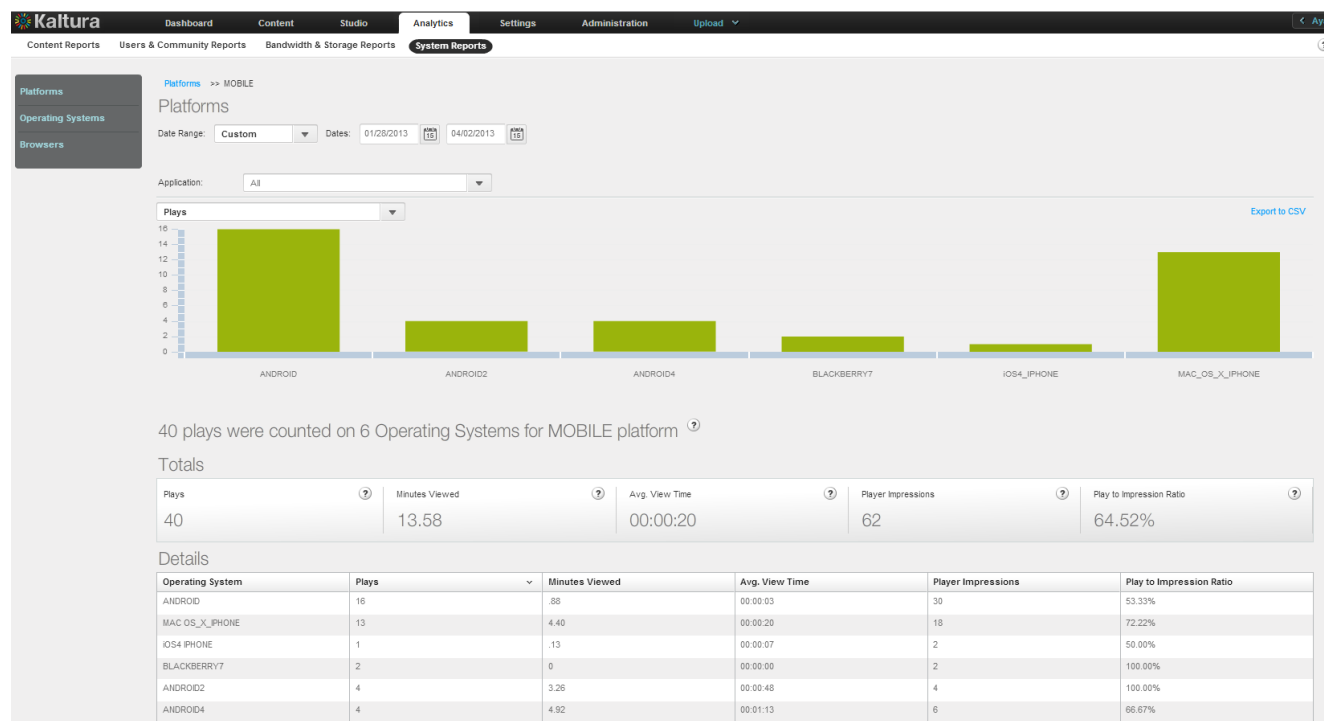 Kaltura Dashboard Content Studio Analytics Settings Administration Upload
Content Reports Users & Community Reports Bandwidth & Storage Reports System Reports ?
Platforms
Operating Systems
Browsers
Platforms >> MOBILE
Platforms
Date Range: Custom Dates: 01/28/2013 15 04/02/2013 15
Application: All
Plays Export to CSV
16
14
12
10
8
6
4
2
0
ANDROID ANDROID2 ANDROID4 BLACKBERRY7 iOS4_IPHONE MAC_OS_X_IPHONE
40 plays were counted on 6 Operating Systems for MOBILE platform ?
Totals
Plays ? Minutes Viewed ? Avg. View Time ? Player Impressions ? Play to Impression Ratio ?
40 13.58 00:00:20 62 64.52%
Details
Operating System Plays Minutes Viewed Avg. View Time Player Impressions Play to Impression Ratio
ANDROID 16 .88 00:00:03 30 53.33%
MAC OS_X_IPHONE 13 4.40 00:00:20 18 72.22%
iOS4 IPHONE 1 .13 00:00:07 2 50.00%
BLACKBERRY7 2 0 00:00:00 2 100.00%
ANDROID2 4 3.26 00:00:48 4 100.00%
ANDROID4 4 4.92 00:01:13 6 66.67%